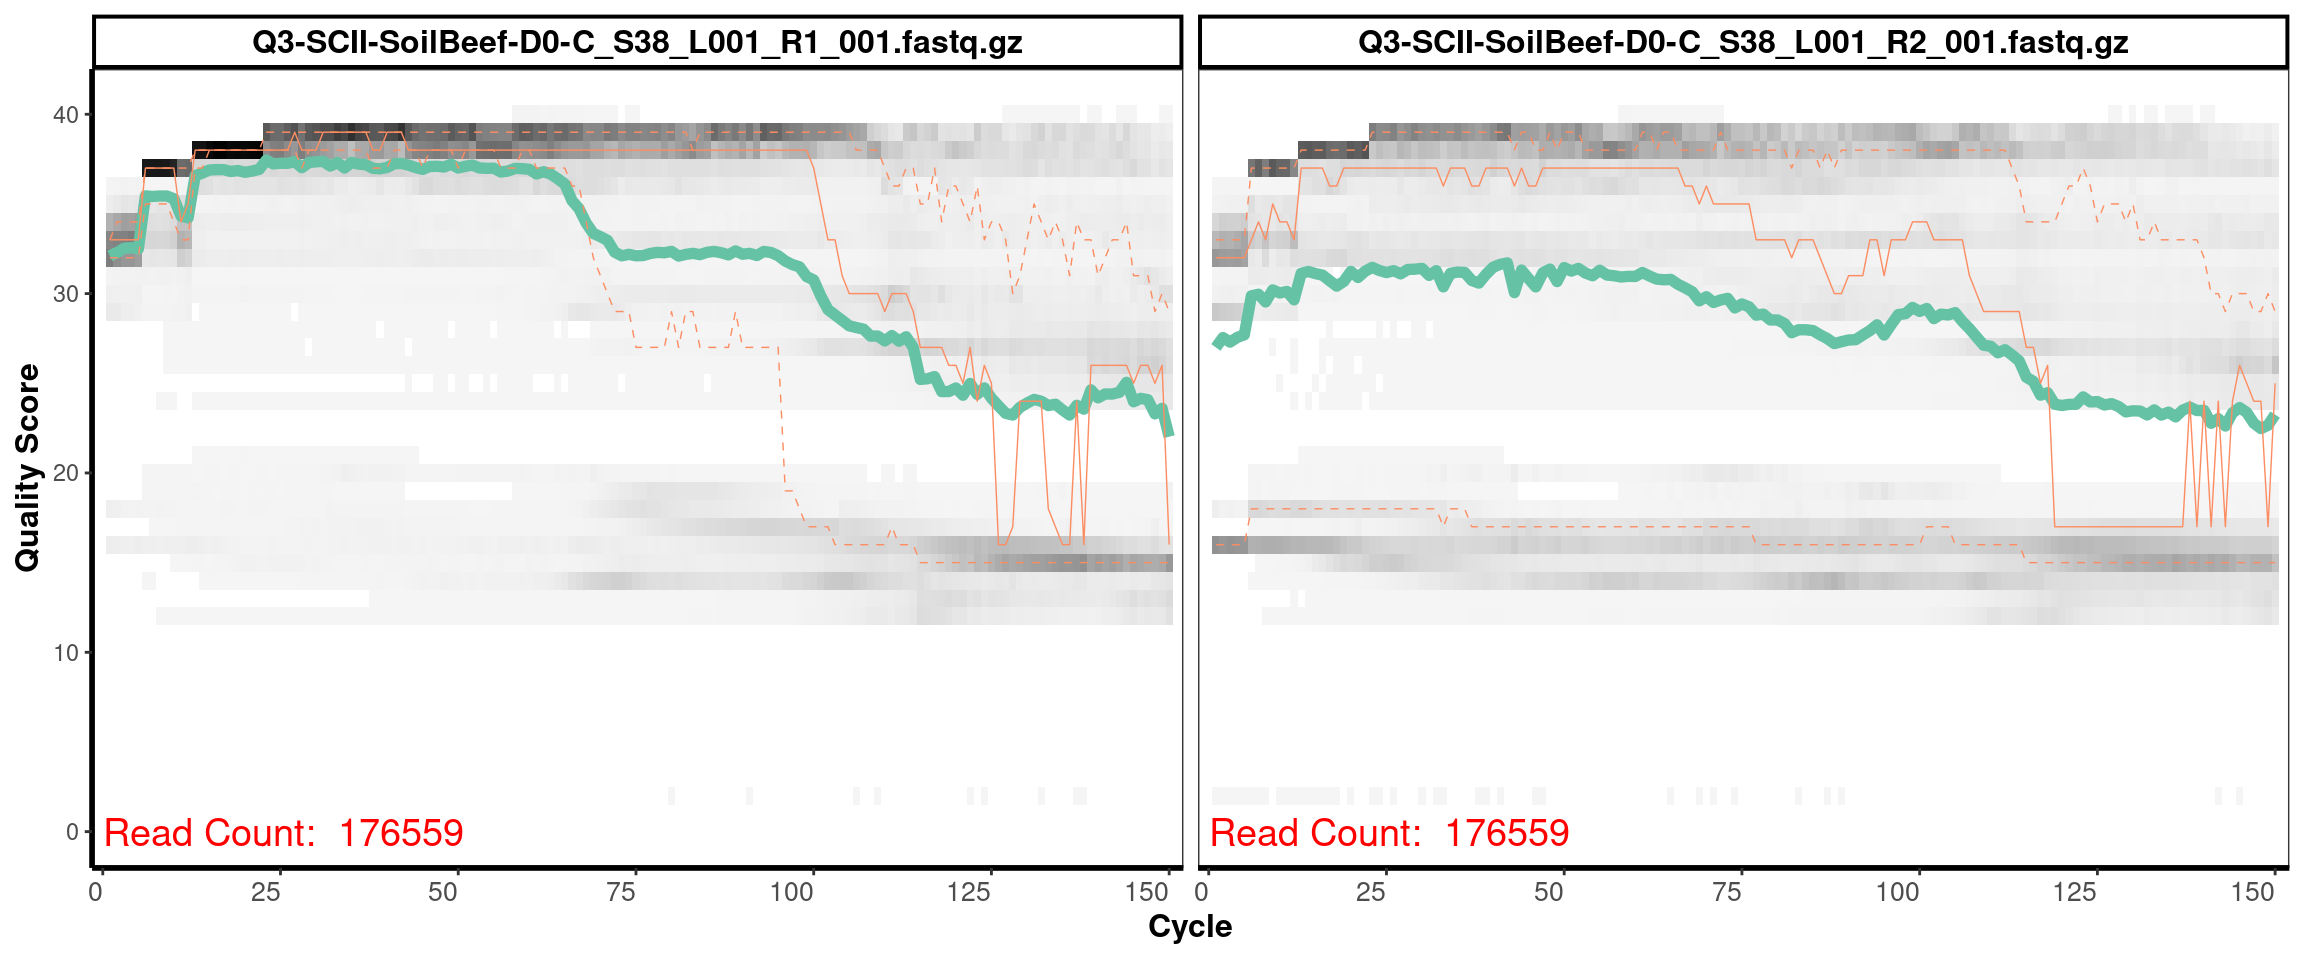 Q3-SCII-SoilBeef-D0-C_S38_L001_R1_001.fastq.gz
Q3-SCII-SoilBeef-D0-C_S38_L001_R2_001.fastq.gz
Quality Score
40
30
20
10
0
Read Count: 176559
Read Count: 176559
0 25 50 75 100 125 150
0 25 50 75 100 125 150
Cycle